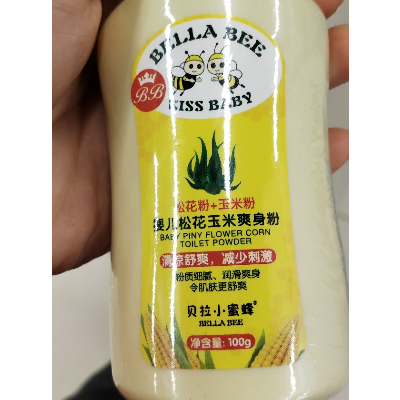 BELLA BEE
BB
KISS BABY
松花粉+玉米粉
婴儿松花玉米爽身粉
BABY PINY FLOWER CORN
TOILET POWDER
清凉舒爽，减少刺激
粉质细腻、润滑爽身
令肌肤更舒爽
贝拉小蜜蜂®
BELLA BEE
净含量：100g